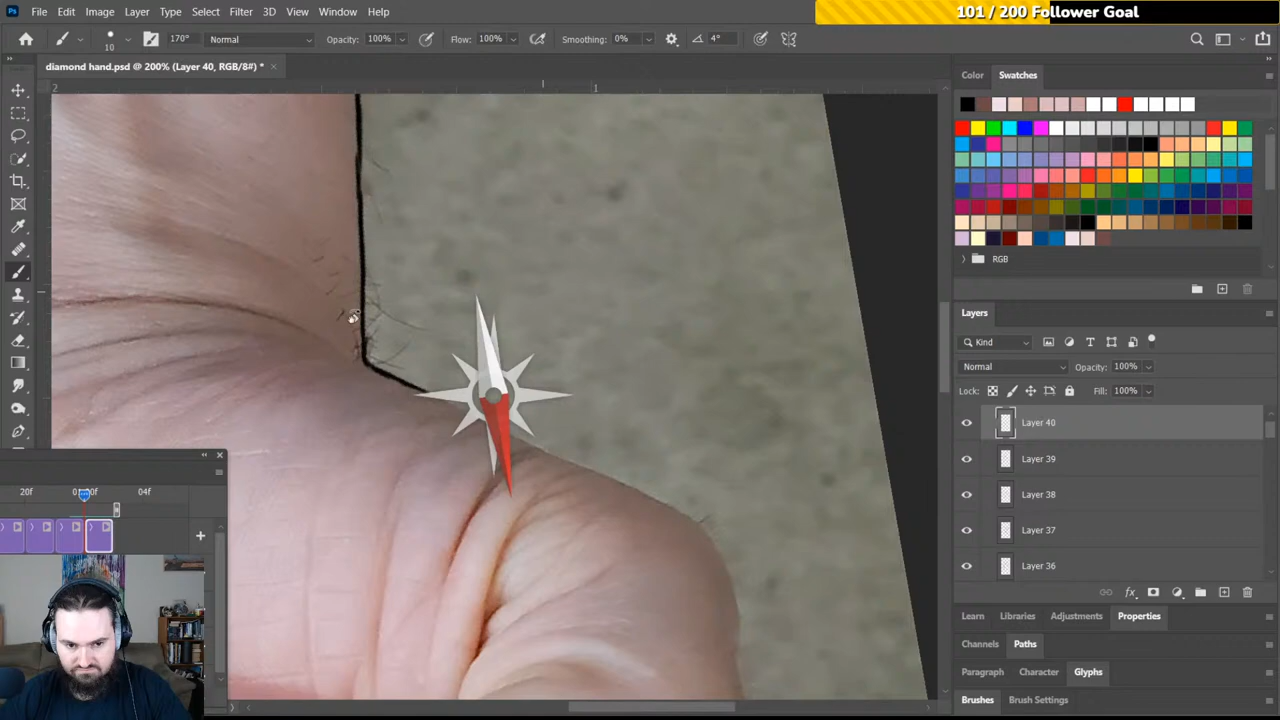 101 / 200 Follower Goal
File Edit Image Layer Type Select Filter 3D View Window Help
10 170° Normal Opacity: 100% Flow: 100% Smoothing: 0% 4°
diamond hand.psd @ 200% (Layer 40, RGB/8#) *
Color Swatches
2 1
RGB
Layers
Kind
Normal Opacity: 100%
Lock: Fill: 100%
Layer 40
Layer 39
Layer 38
Layer 37
Layer 36
20f 04f
Learn Libraries Adjustments Properties
Channels Paths
Paragraph Character Glyphs
Brushes Brush Settings